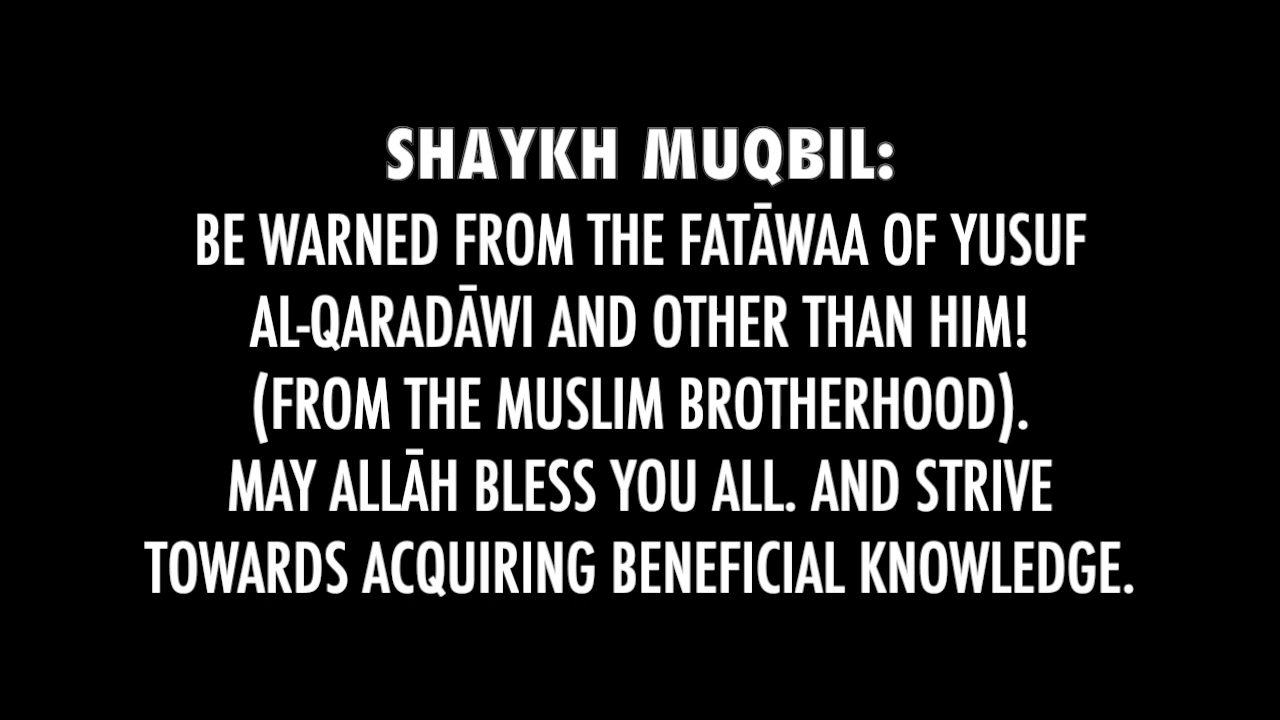 SHAYKH MUQBIL:
BE WARNED FROM THE FATĀWAA OF YUSUF
AL-QARADĀWI AND OTHER THAN HIM!
(FROM THE MUSLIM BROTHERHOOD).
MAY ALLĀH BLESS YOU ALL. AND STRIVE
TOWARDS ACQUIRING BENEFICIAL KNOWLEDGE.